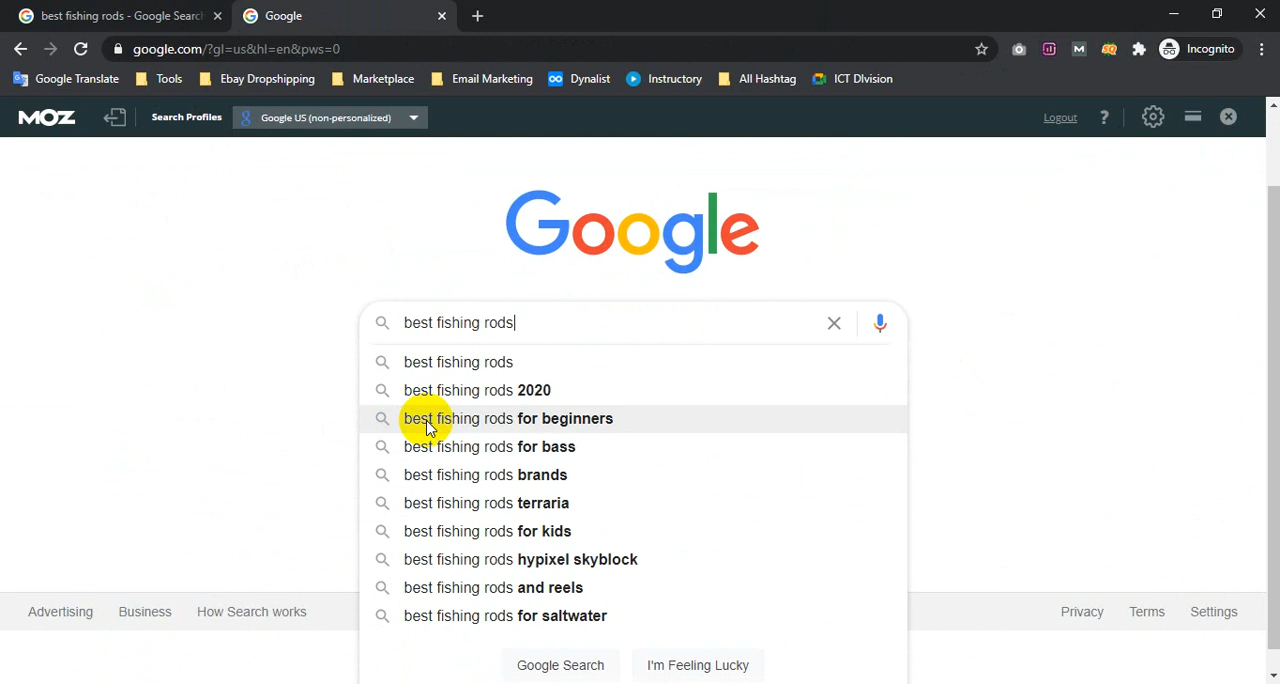 best fishing rods - Google Search
Google
google.com/?gl=us&hl=en&pws=0
Incognito
Google Translate
Tools
Ebay Dropshipping
Marketplace
Email Marketing
Dynalist
Instructory
All Hashtag
ICT DIvision
MOZ
Search Profiles
Google US (non-personalized)
Logout
?
Google
best fishing rods
best fishing rods
best fishing rods 2020
best fishing rods for beginners
best fishing rods for bass
best fishing rods brands
best fishing rods terraria
best fishing rods for kids
best fishing rods hypixel skyblock
best fishing rods and reels
best fishing rods for saltwater
Advertising
Business
How Search works
Privacy
Terms
Settings
Google Search
I'm Feeling Lucky